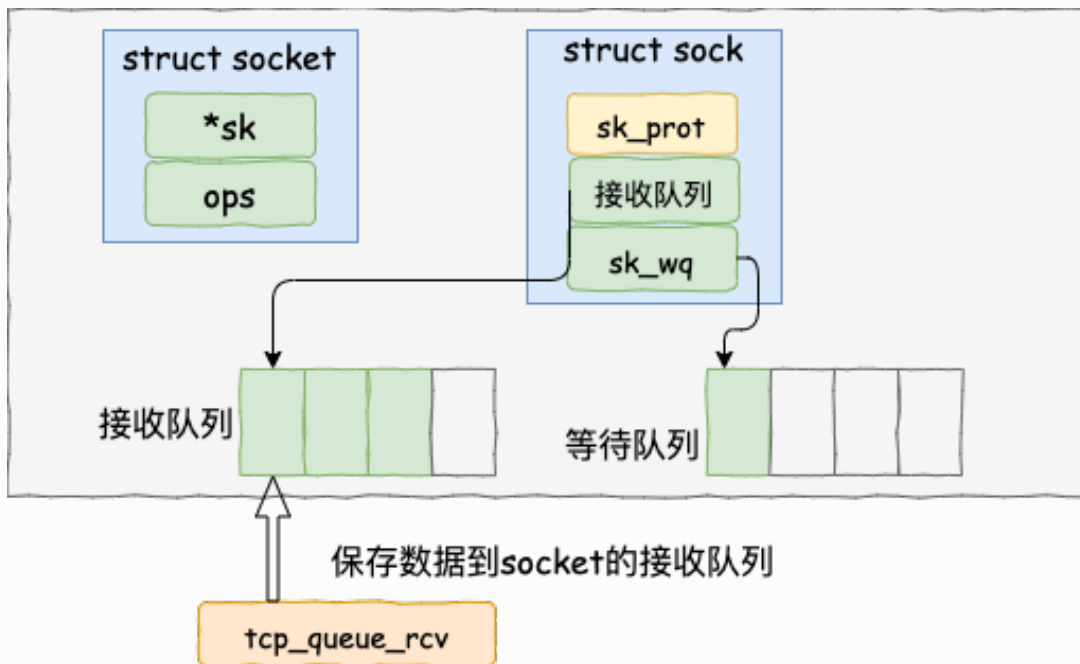 struct socket
*sk
ops
struct sock
sk_prot
接收队列
sk_wq
接收队列
等待队列
保存数据到socket的接收队列
tcp_queue_rcv